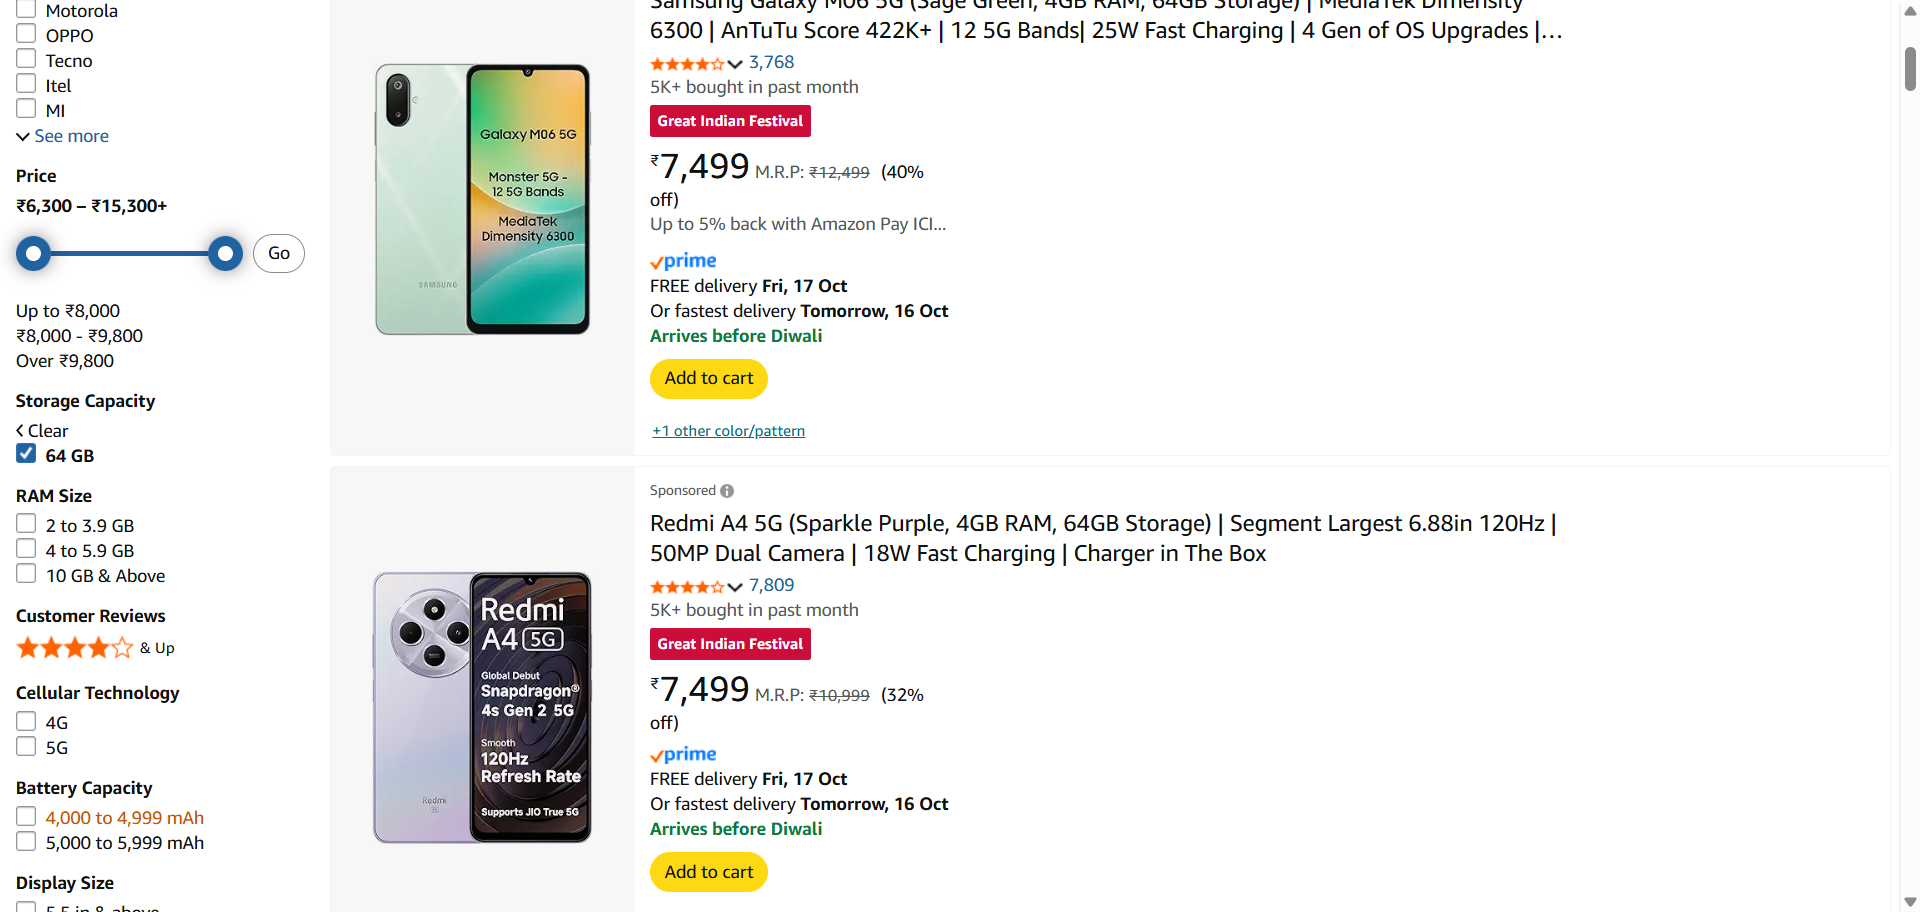 Motorola
OPPO
Tecno
Itel
MI
See more
Price
₹6,300 – ₹15,300+
Go
Up to ₹8,000
₹8,000 - ₹9,800
Over ₹9,800
Storage Capacity
Clear
64 GB
RAM Size
2 to 3.9 GB
4 to 5.9 GB
10 GB & Above
Customer Reviews
& Up
Cellular Technology
4G
5G
Battery Capacity
4,000 to 4,999 mAh
5,000 to 5,999 mAh
Display Size
5.5 in & above
Galaxy M06 5G
Monster 5G -
12 5G Bands
MediaTek
Dimensity 6300
SAMSUNG
Samsung Galaxy M06 5G (Sage Green, 4GB RAM, 64GB Storage) | MediaTek Dimensity
6300 | AnTuTu Score 422K+ | 12 5G Bands| 25W Fast Charging | 4 Gen of OS Upgrades |…
3,768
5K+ bought in past month
Great Indian Festival
₹7,499 M.R.P: ₹12,499 (40%
off)
Up to 5% back with Amazon Pay ICI...
prime
FREE delivery Fri, 17 Oct
Or fastest delivery Tomorrow, 16 Oct
Arrives before Diwali
Add to cart
+1 other color/pattern
Redmi
A4 5G
Global Debut
Snapdragon®
4s Gen 2 5G
Smooth
120Hz
Refresh Rate
Supports JIO True 5G
Redmi
5G
Sponsored
Redmi A4 5G (Sparkle Purple, 4GB RAM, 64GB Storage) | Segment Largest 6.88in 120Hz |
50MP Dual Camera | 18W Fast Charging | Charger in The Box
7,809
5K+ bought in past month
Great Indian Festival
₹7,499 M.R.P: ₹10,999 (32%
off)
prime
FREE delivery Fri, 17 Oct
Or fastest delivery Tomorrow, 16 Oct
Arrives before Diwali
Add to cart